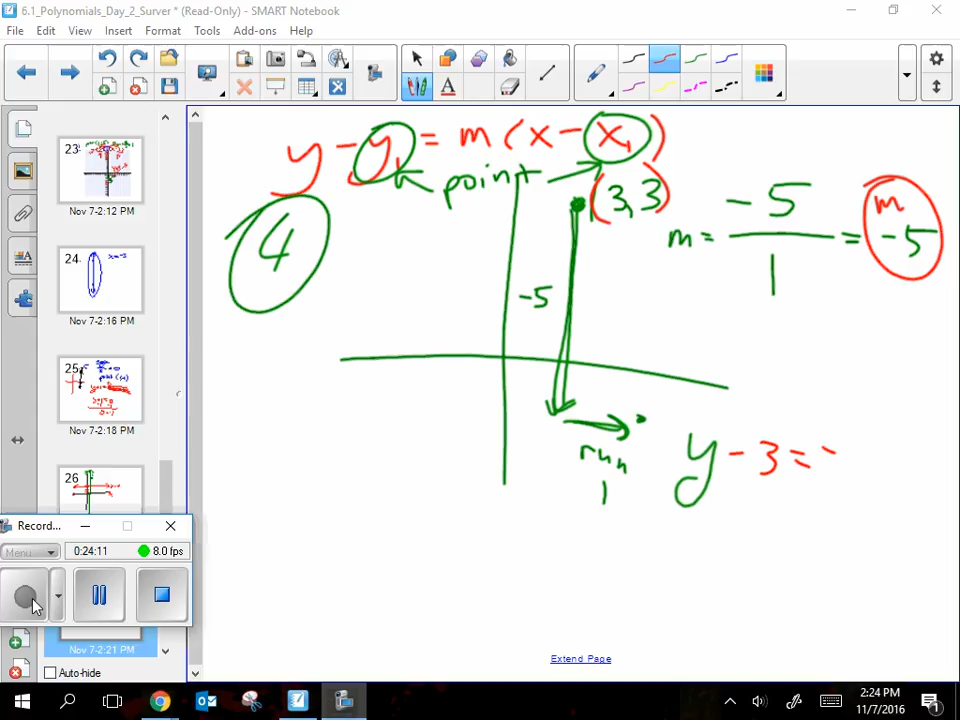 6.1_Polynomials_Day_2_Surver * (Read-Only) - SMART Notebook
File Edit View Insert Format Tools Add-ons Help
23
Nov 7-2:12 PM
24
x=-5
Nov 7-2:16 PM
25
Nov 7-2:18 PM
26
Record...
Menu
0:24:11 8.0 fps
Nov 7-2:21 PM
Auto-hide
y - y1 = m(x - x1)
point
(3,3)
4
m = -5/1 = -5
m
-5
run
1
y - 3 = -
Extend Page
2:24 PM
11/7/2016
1